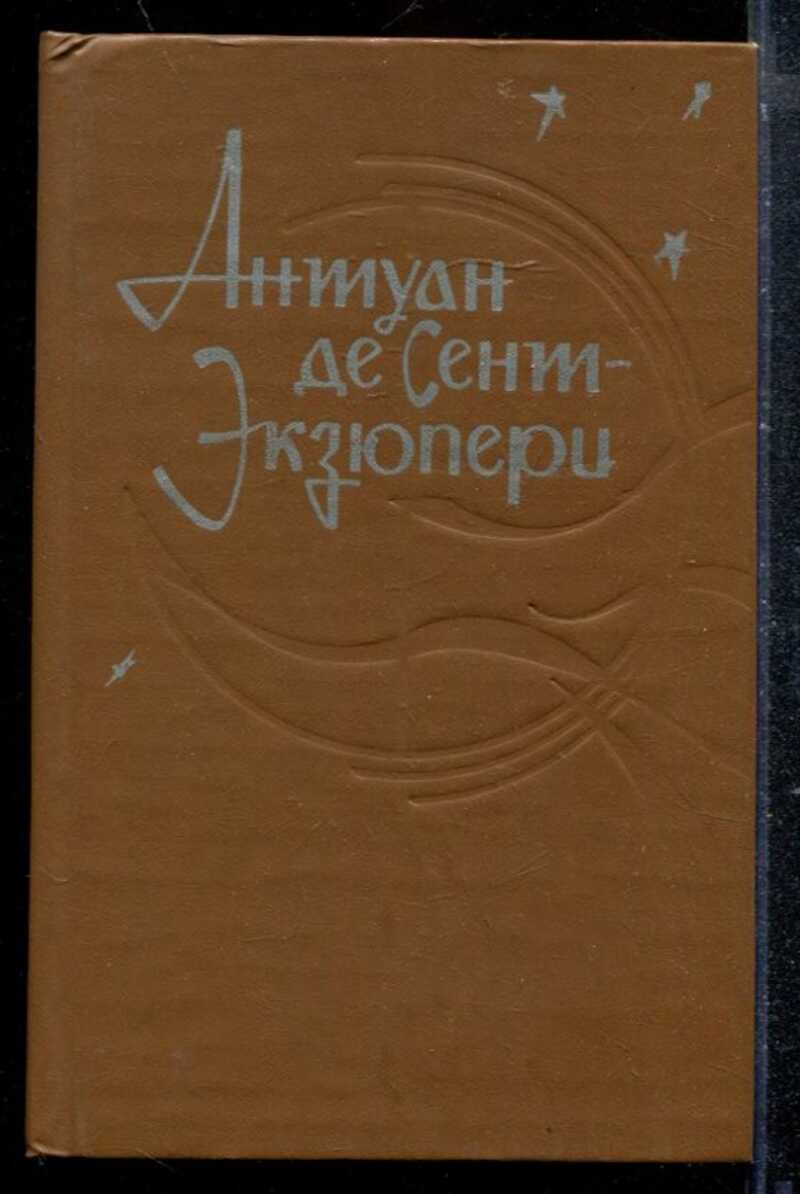 Антуан
де Сент-
Экзюпери